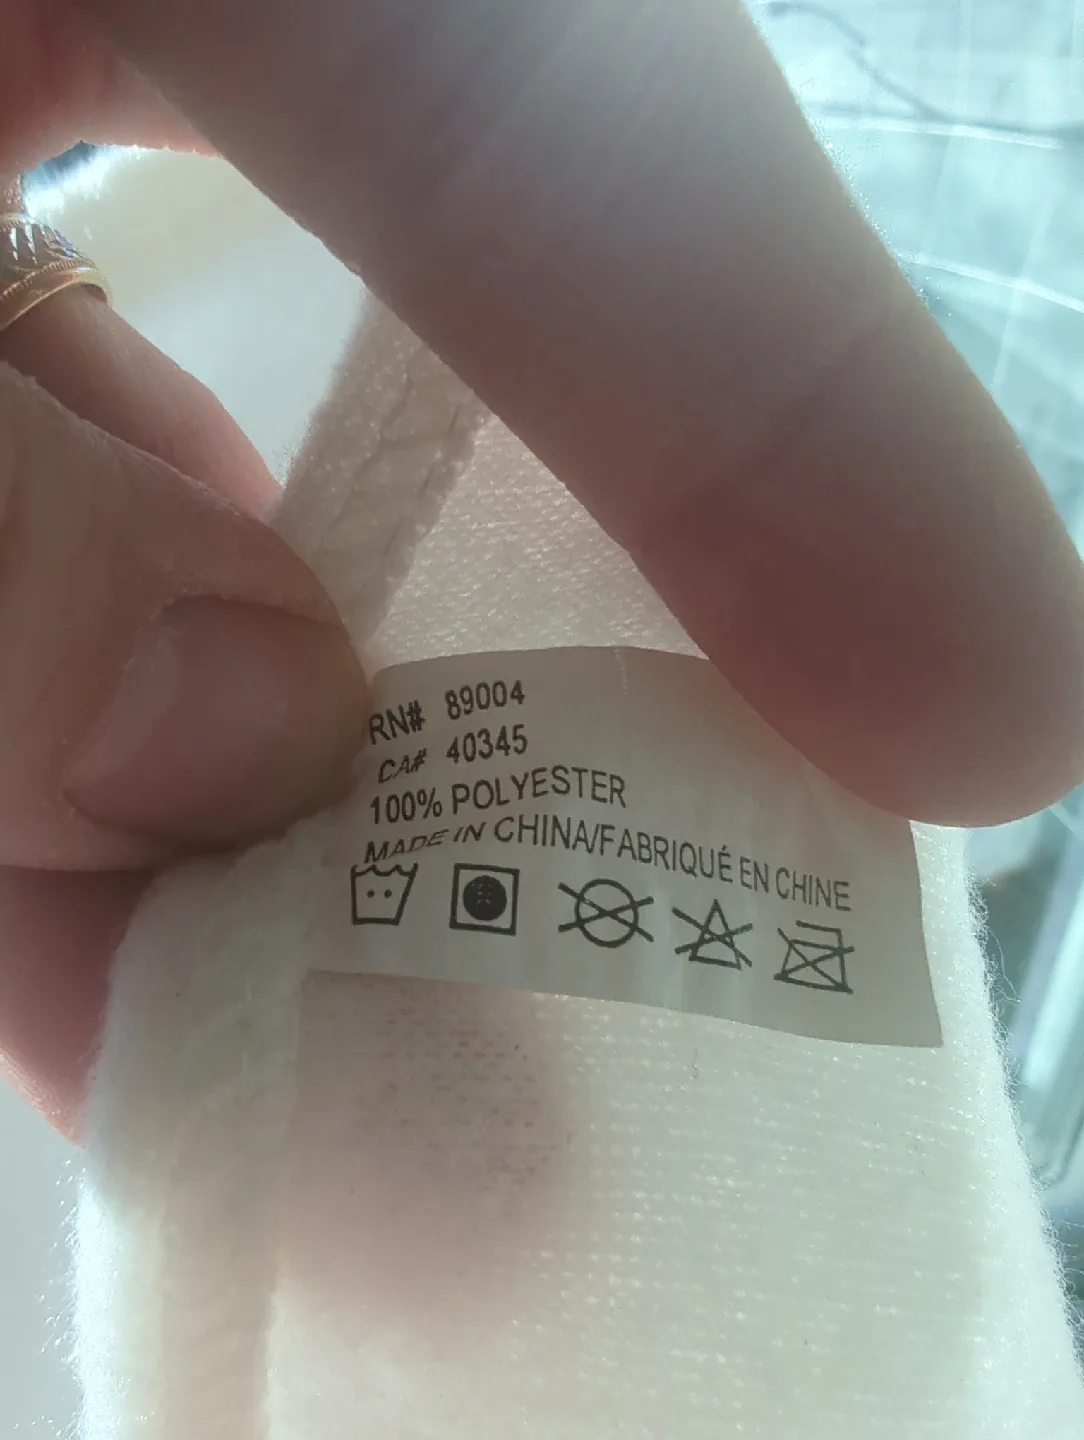 RN# 89004
CA# 40345
100% POLYESTER
MADE IN CHINA/FABRIQUÉ EN CHINE